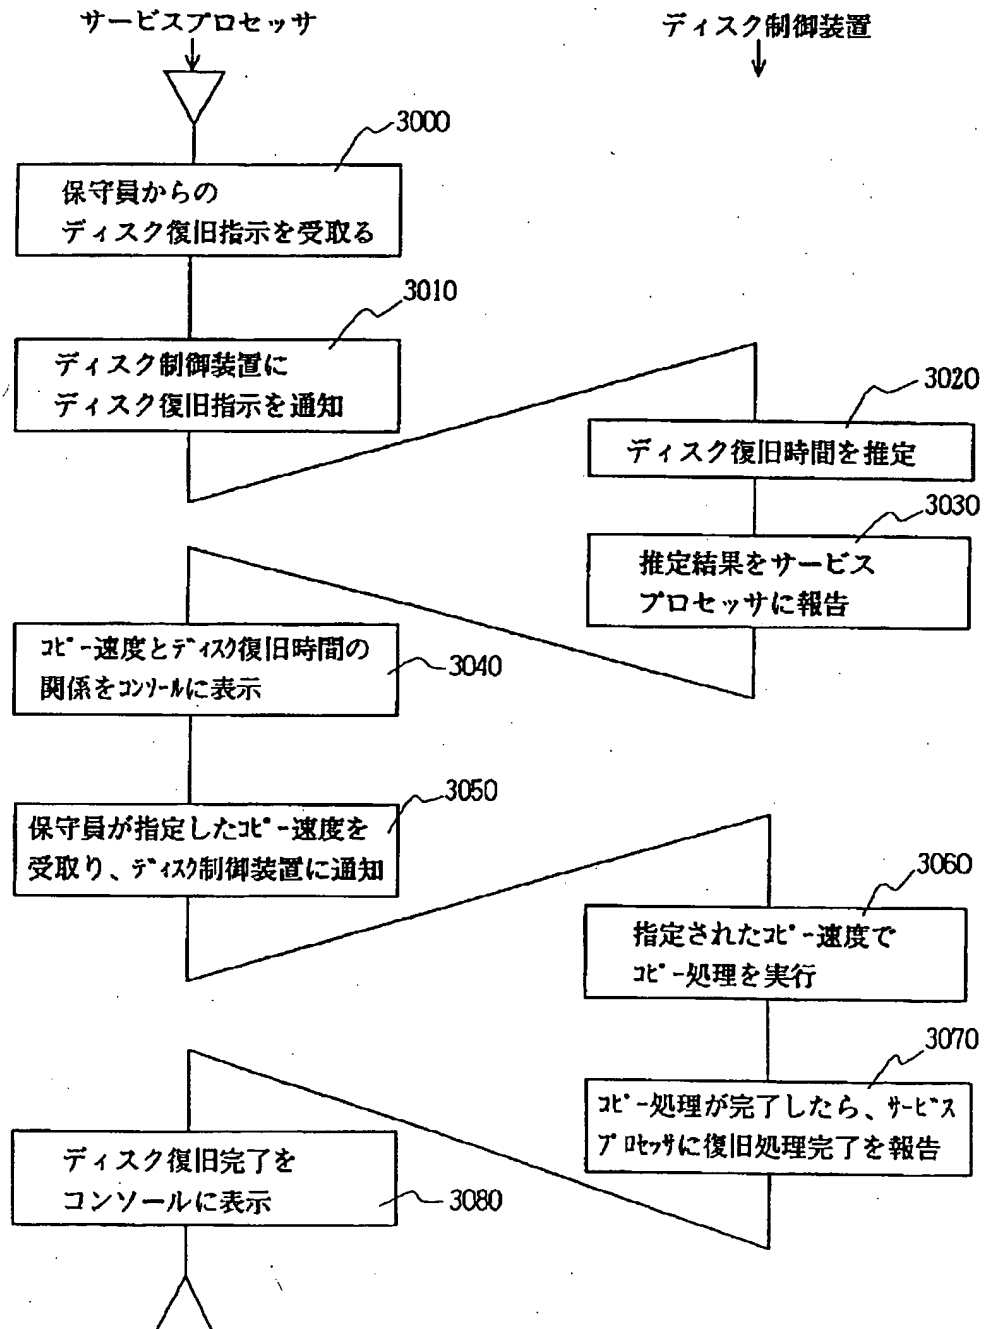 サービスプロセッサ
ディスク制御装置
3000
保守員からの
ディスク復旧指示を受取る
3010
ディスク制御装置に
ディスク復旧指示を通知
3020
ディスク復旧時間を推定
3030
推定結果をサービス
プロセッサに報告
ｺﾋﾟｰ速度とﾃﾞｨｽｸ復旧時間の
関係をｺﾝｿｰﾙに表示
3040
3050
保守員が指定したｺﾋﾟｰ速度を
受取り、ﾃﾞｨｽｸ制御装置に通知
3060
指定されたｺﾋﾟｰ速度で
ｺﾋﾟｰ処理を実行
3070
ｺﾋﾟｰ処理が完了したら、ｻｰﾋﾞｽ
ﾌﾟﾛｾｯｻに復旧処理完了を報告
ディスク復旧完了を
コンソールに表示
3080